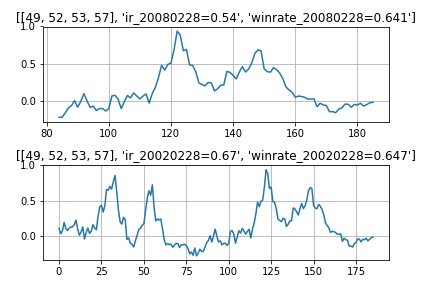 [[49, 52, 53, 57], 'ir_20080228=0.54', 'winrate_20080228=0.641']
1.0
0.5
0.0
80 100 120 140 160 180
[[49, 52, 53, 57], 'ir_20020228=0.67', 'winrate_20020228=0.647']
1.0
0.5
0.0
0 25 50 75 100 125 150 175